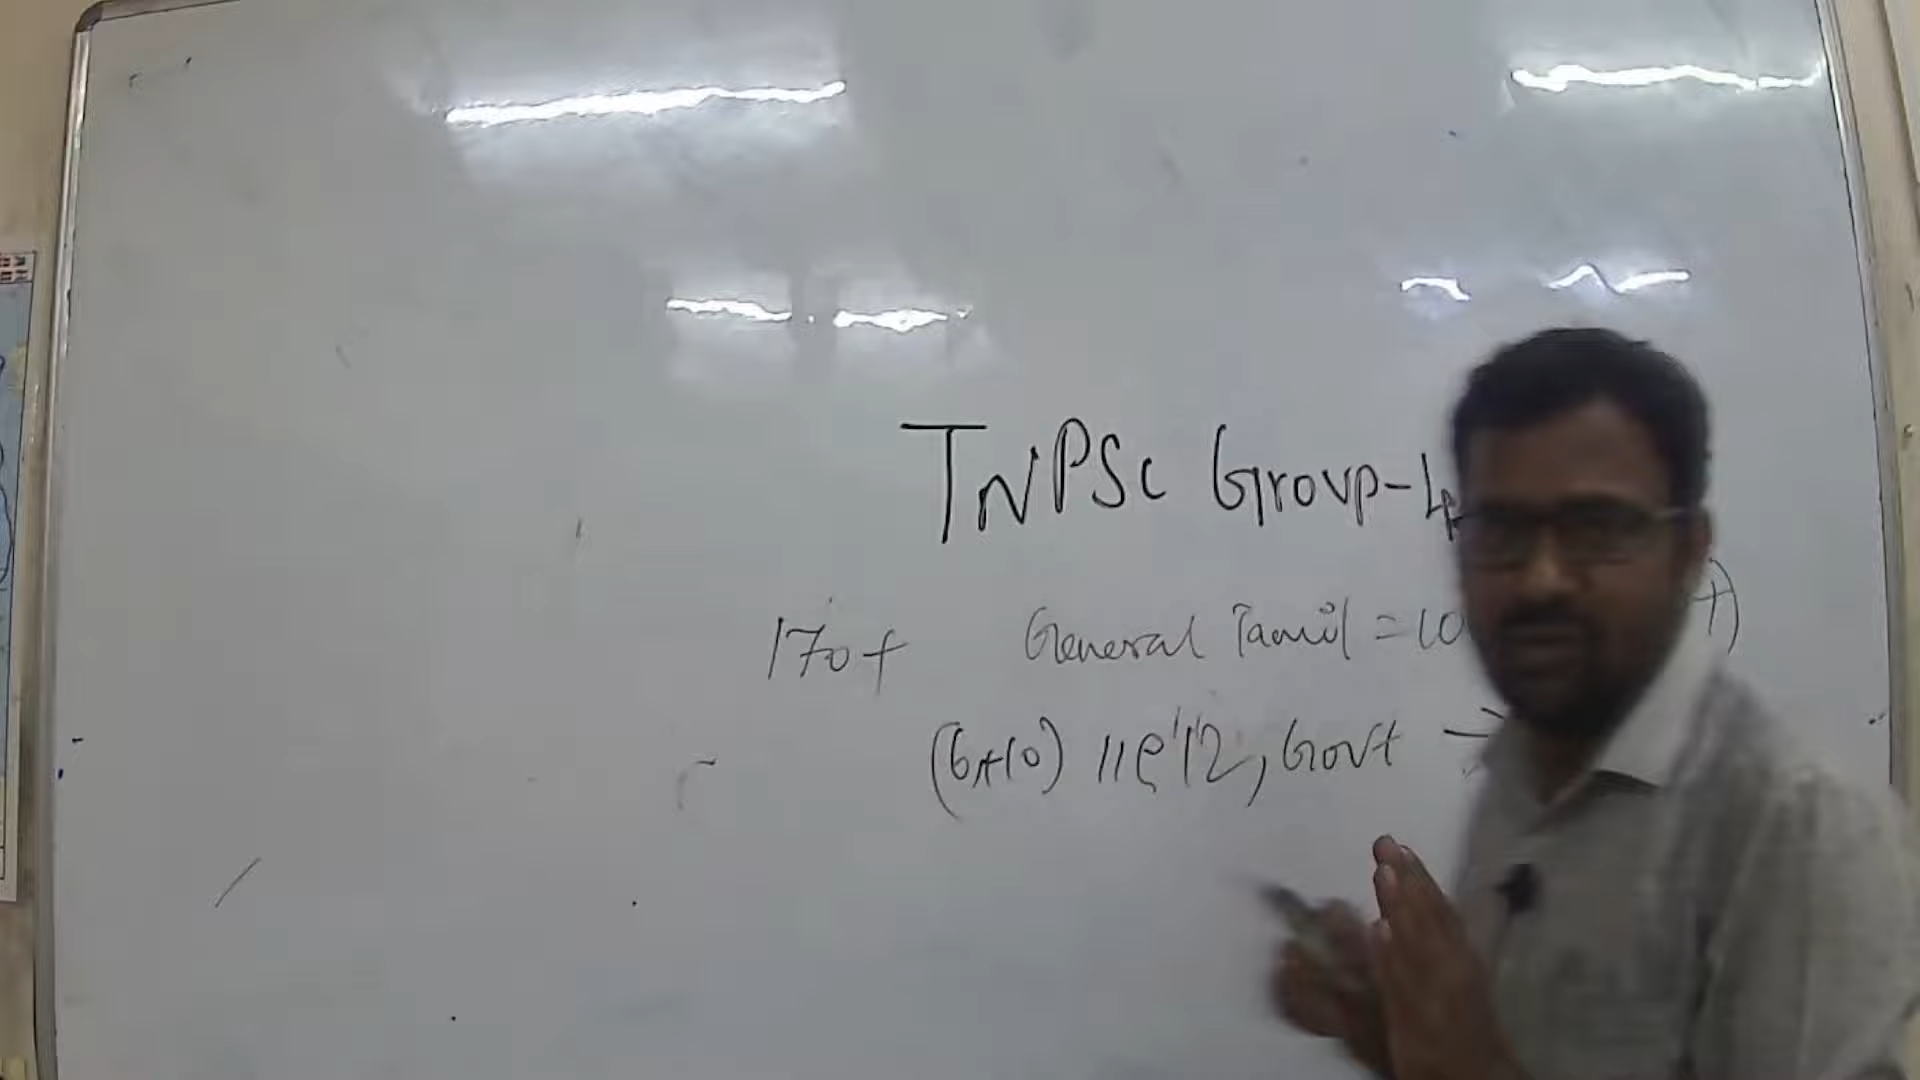 TNPSC Group-4
170+ General Tamil = 10
(6+10) 11 & 12, Govt →